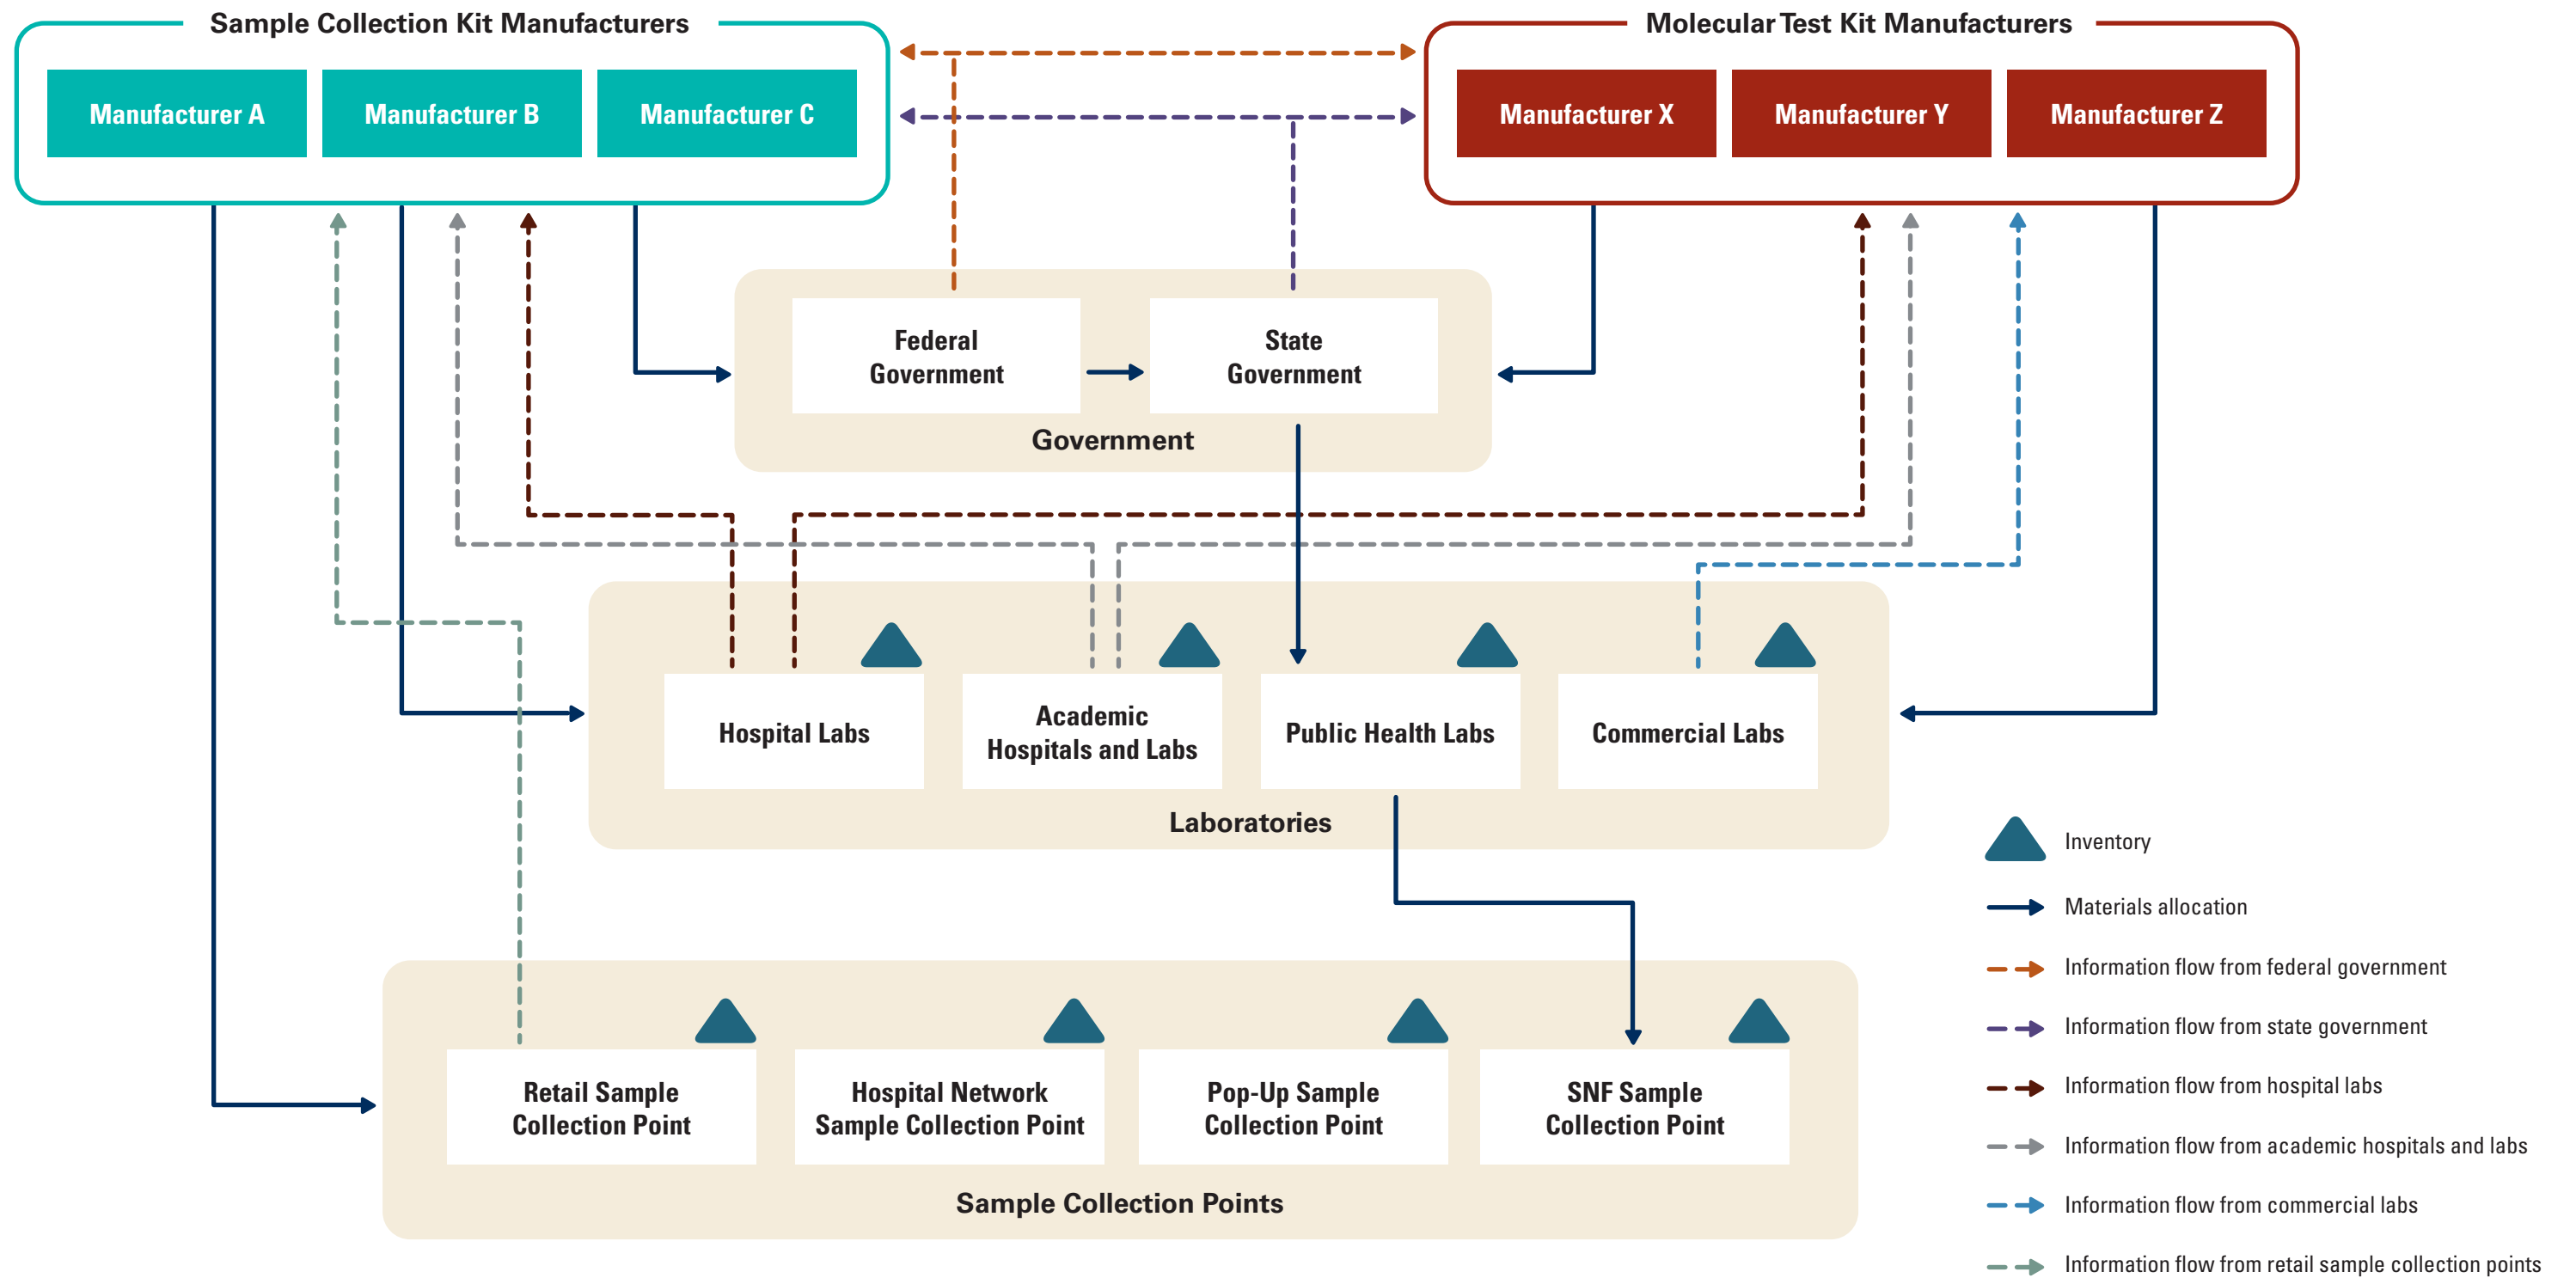 Sample Collection Kit Manufacturers
Molecular Test Kit Manufacturers
Manufacturer A
Manufacturer B
Manufacturer C
Manufacturer X
Manufacturer Y
Manufacturer Z
Federal
Government
State
Government
Government
Hospital Labs
Academic
Hospitals and Labs
Public Health Labs
Commercial Labs
Laboratories
Retail Sample
Collection Point
Hospital Network
Sample Collection Point
Pop-Up Sample
Collection Point
SNF Sample
Collection Point
Sample Collection Points
Inventory
Materials allocation
Information flow from federal government
Information flow from state government
Information flow from hospital labs
Information flow from academic hospitals and labs
Information flow from commercial labs
Information flow from retail sample collection points